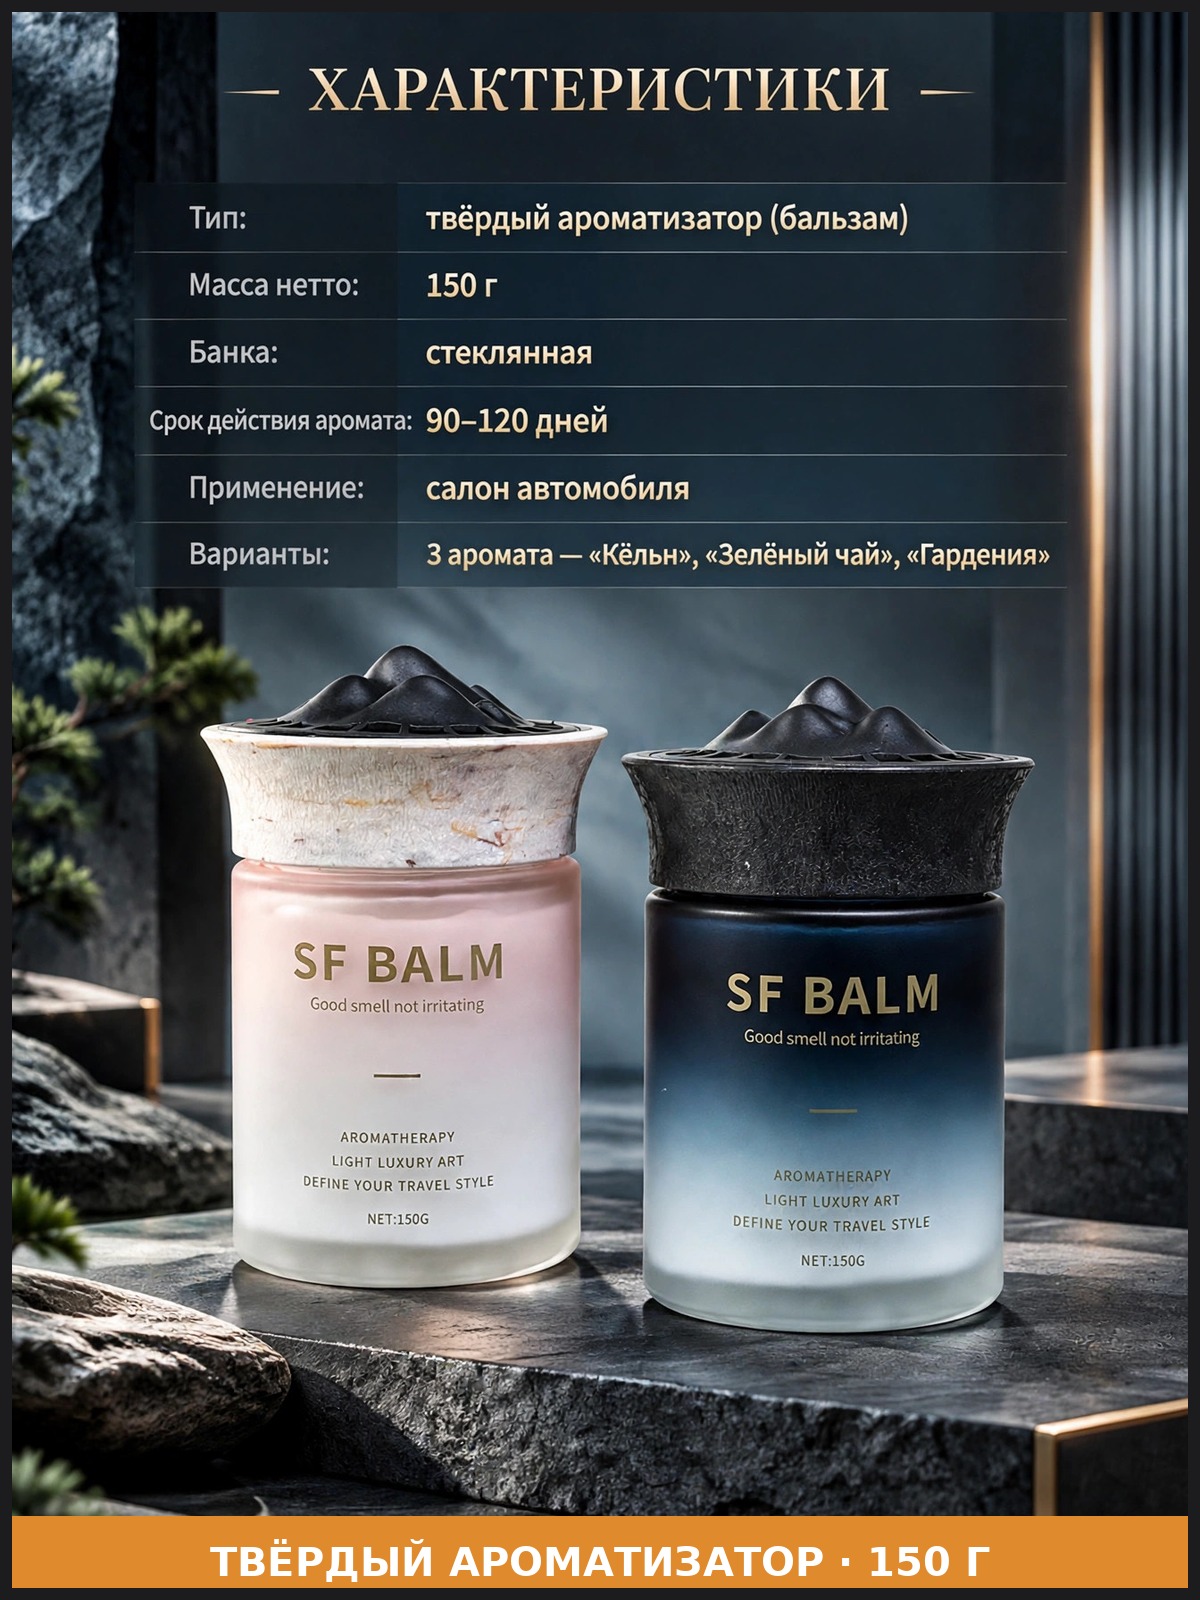 ХАРАКТЕРИСТИКИ
Тип: твёрдый ароматизатор (бальзам)
Масса нетто: 150 г
Банка: стеклянная
Срок действия аромата: 90–120 дней
Применение: салон автомобиля
Варианты: 3 аромата — «Кёльн», «Зелёный чай», «Гардения»
SF BALM
Good smell not irritating
AROMATHERAPY
LIGHT LUXURY ART
DEFINE YOUR TRAVEL STYLE
NET:150G
SF BALM
Good smell not irritating
AROMATHERAPY
LIGHT LUXURY ART
DEFINE YOUR TRAVEL STYLE
NET:150G
ТВЁРДЫЙ АРОМАТИЗАТОР · 150 Г